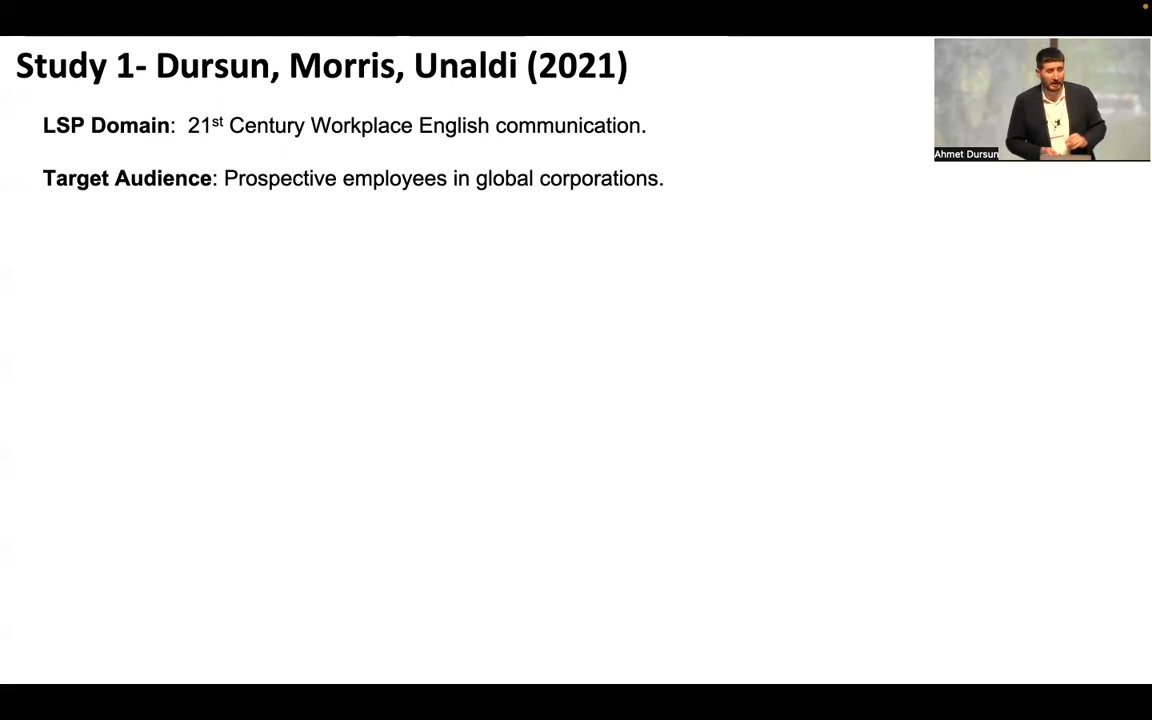 Study 1- Dursun, Morris, Unaldi (2021)
LSP Domain: 21st Century Workplace English communication.
Target Audience: Prospective employees in global corporations.
Ahmet Dursun